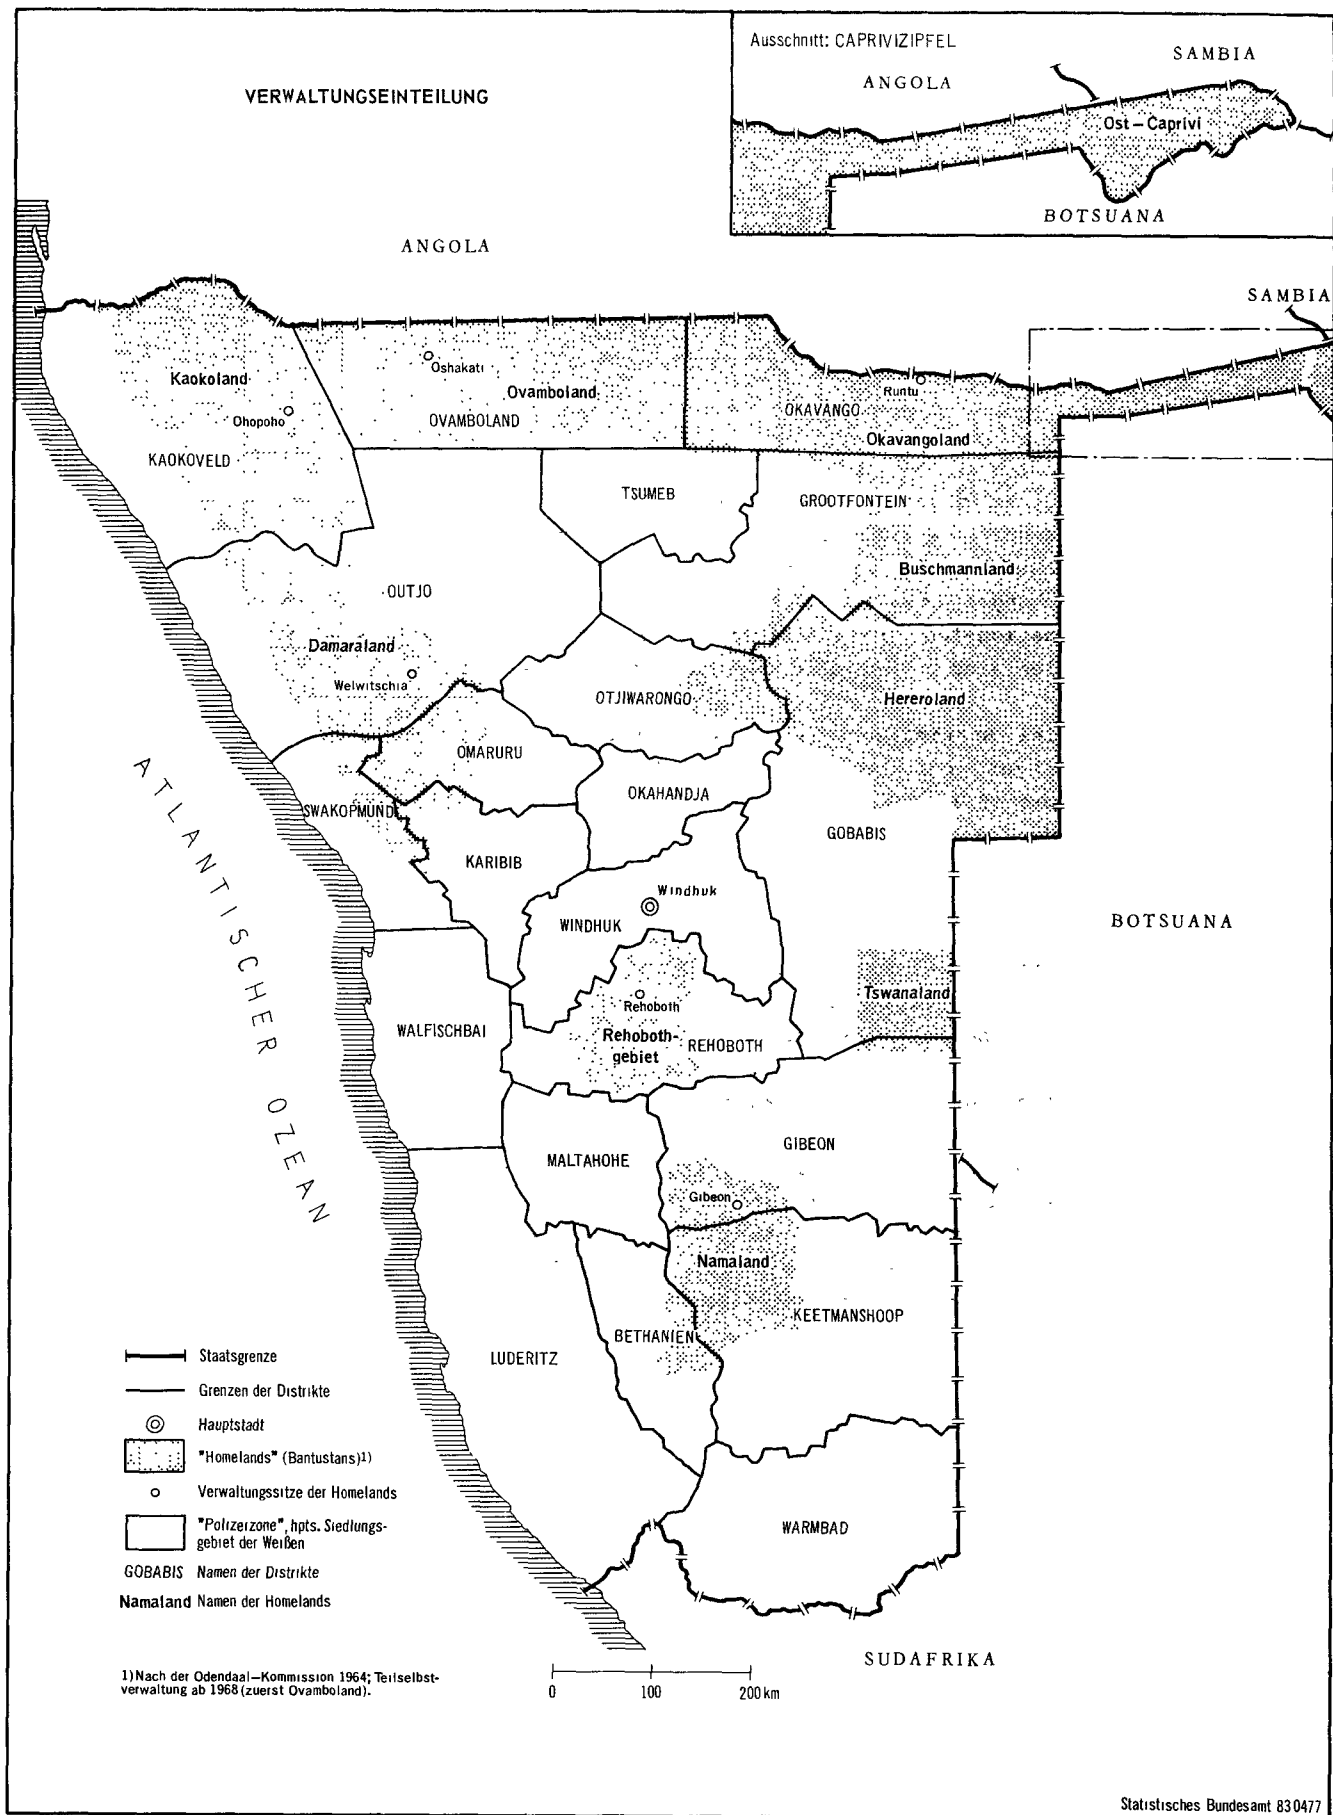 VERWALTUNGSEINTEILUNG
Ausschnitt: CAPRIVIZIPFEL
SAMBIA
ANGOLA
Ost – Caprivi
BOTSUANA
ANGOLA
SAMBIA
Kaokoland
Ohopoho
KAOKOVELD
Oshakati
Ovamboland
OVAMBOLAND
Runtu
OKAVANGO
Okavangoland
TSUMEB
GROOTFONTEIN
Buschmannland
OUTJO
Damaraland
Welwitschia
OTJIWARONGO
Hereroland
OMARURU
SWAKOPMUND
OKAHANDJA
KARIBIB
GOBABIS
Windhuk
WINDHUK
BOTSUANA
ATLANTISCHER OZEAN
Tswanaland
Rehoboth
Rehoboth-
gebiet
REHOBOTH
WALFISCHBAI
MALTAHOHE
GIBEON
Gibeon
Namaland
KEETMANSHOOP
BETHANIEN
LUDERITZ
WARMBAD
SUDAFRIKA
Staatsgrenze
Grenzen der Distrikte
Hauptstadt
"Homelands" (Bantustans)1)
Verwaltungssitze der Homelands
"Polizeizone", hpts. Siedlungs-
gebiet der Weißen
GOBABIS Namen der Distrikte
Namaland Namen der Homelands
1) Nach der Odendaal–Kommission 1964; Teilselbst-
verwaltung ab 1968 (zuerst Ovamboland).
0 100 200 km
Statistisches Bundesamt 83 0477